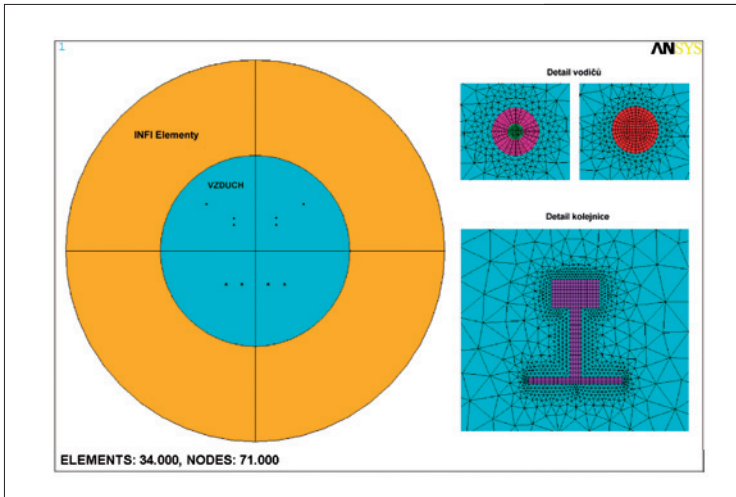 1
ANSYS
Detail vodičů
INFI Elementy
VZDUCH
Detail kolejnice
ELEMENTS: 34.000, NODES: 71.000